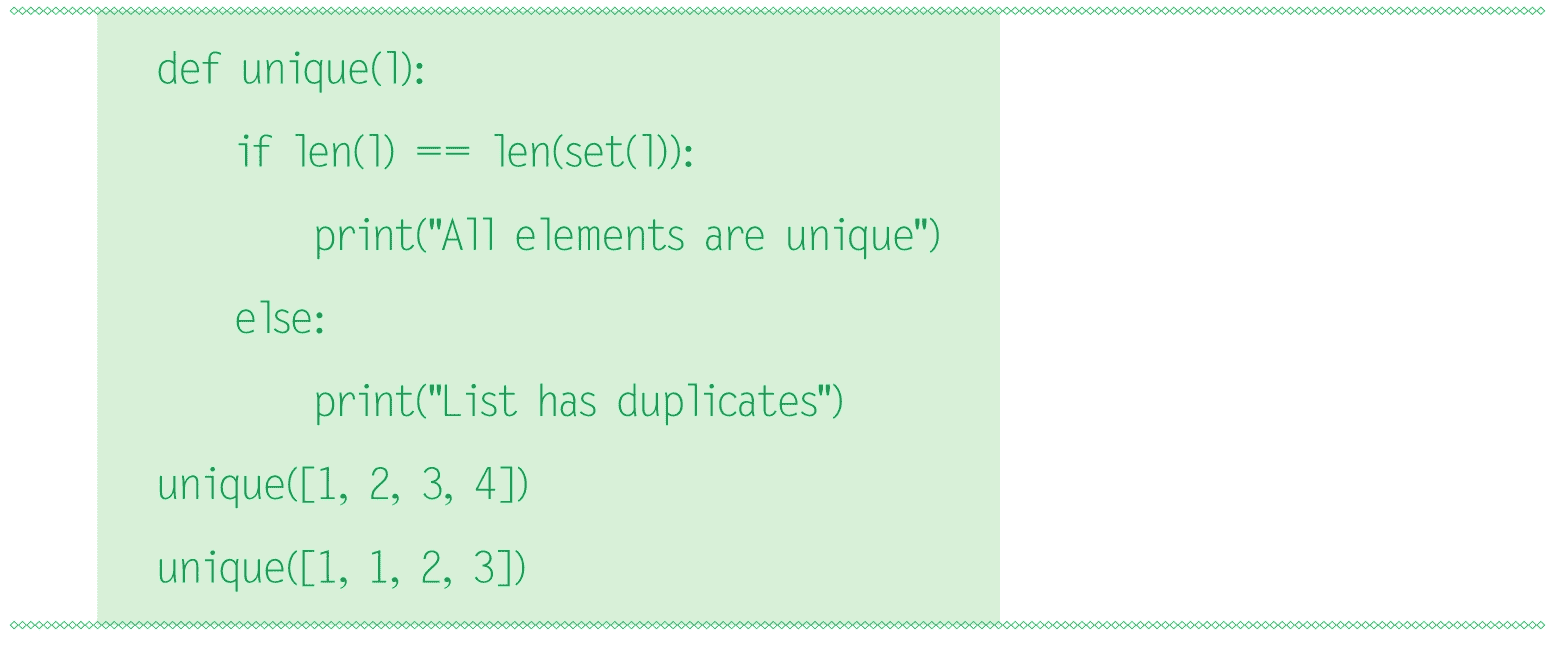 def unique(l):
    if len(l) == len(set(l)):
        print("All elements are unique")
    else:
        print("List has duplicates")
unique([1, 2, 3, 4])
unique([1, 1, 2, 3])